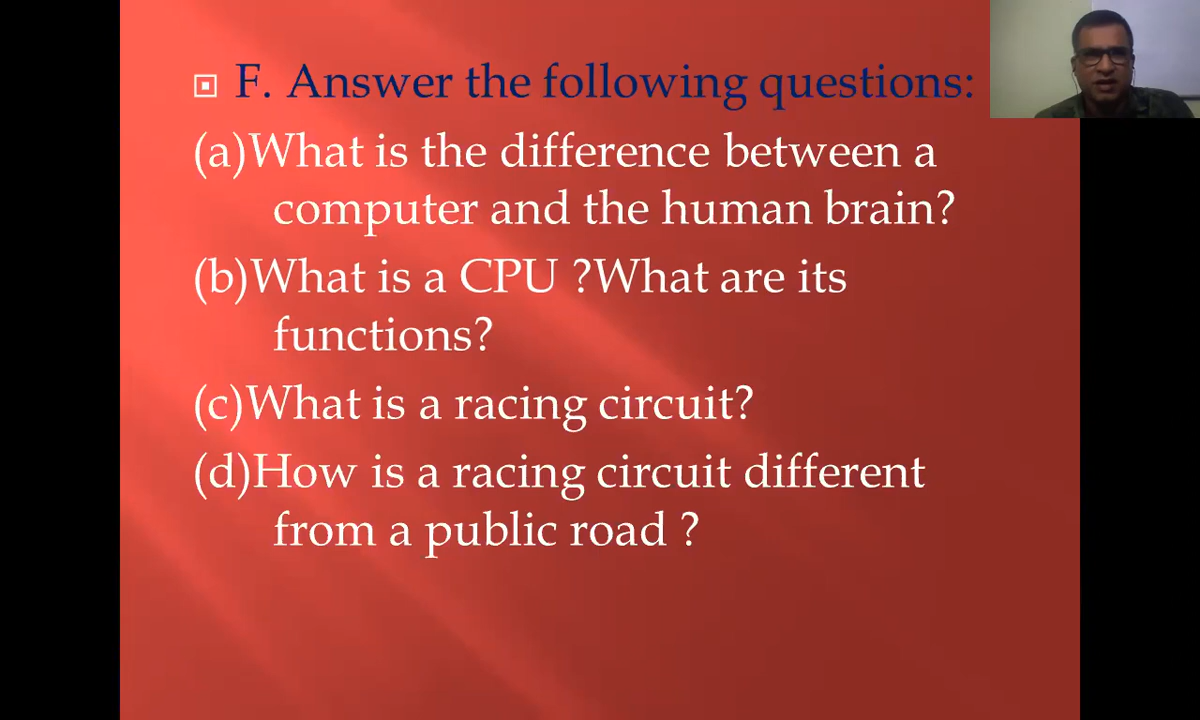 F. Answer the following questions:
(a)What is the difference between a
computer and the human brain?
(b)What is a CPU ?What are its
functions?
(c)What is a racing circuit?
(d)How is a racing circuit different
from a public road ?